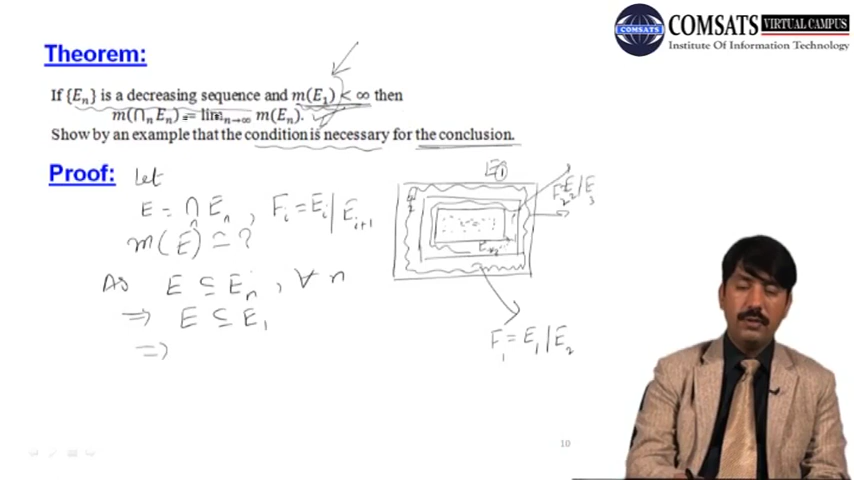 COMSATS VIRTUAL CAMPUS
Institute Of Information Technology
Theorem:
If {Eₙ} is a decreasing sequence and m(E₁) < ∞ then
m(⋂ₙ Eₙ) = limₙ→∞ m(Eₙ).
Show by an example that the condition is necessary for the conclusion.
Proof: Let
E = ∩ Eₙ , Fᵢ = Eᵢ | Eᵢ₊₁
n
m(E) = ?
As E ⊆ Eₙ , ∀ n
⇒ E ⊆ E₁
⇒
E₁
F₂ = E₂/E₃
F₁ = E₁ | E₂
10